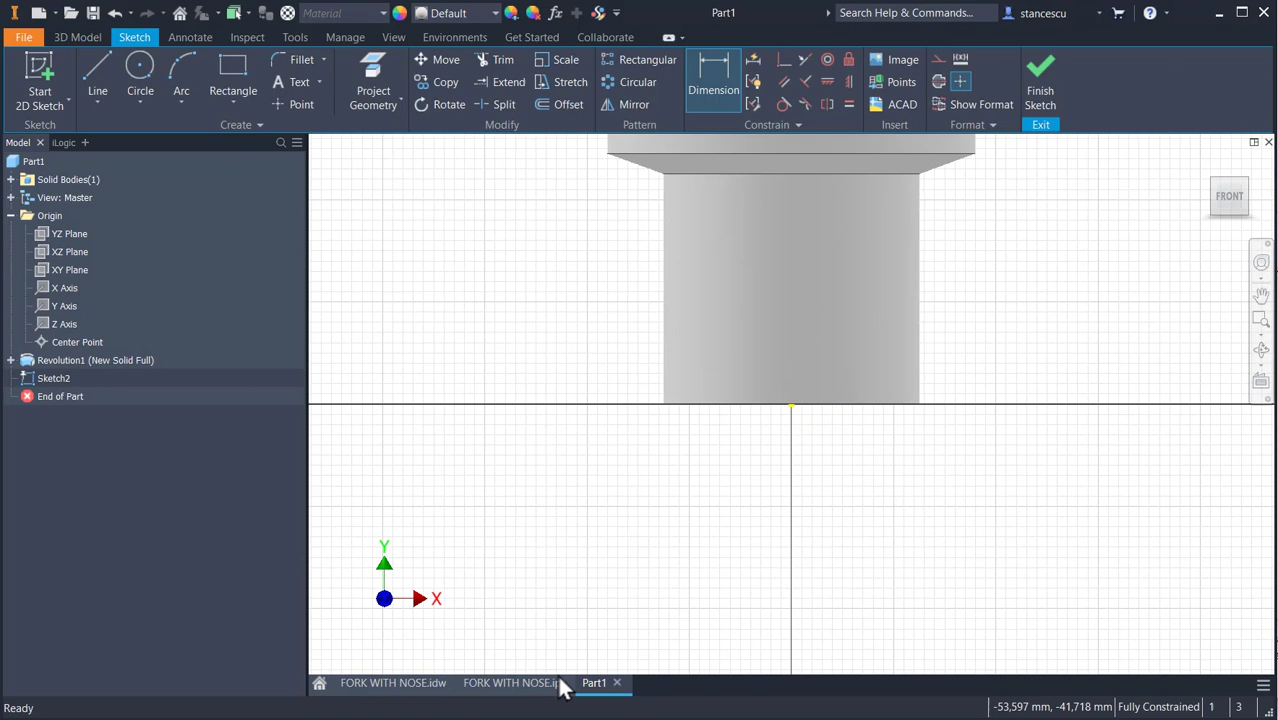 Material
Default
Part1
Search Help & Commands...
stancescu
File
3D Model
Sketch
Annotate
Inspect
Tools
Manage
View
Environments
Get Started
Collaborate
Start
2D Sketch
Line
Circle
Arc
Rectangle
Fillet
Text
Point
Project
Geometry
Move
Copy
Rotate
Trim
Extend
Split
Scale
Stretch
Offset
Rectangular
Circular
Mirror
Dimension
Image
Points
ACAD
Show Format
Finish
Sketch
Sketch
Create
Modify
Pattern
Constrain
Insert
Format
Exit
Model
iLogic
Part1
Solid Bodies(1)
View: Master
Origin
YZ Plane
XZ Plane
XY Plane
X Axis
Y Axis
Z Axis
Center Point
Revolution1 (New Solid Full)
Sketch2
End of Part
FRONT
Y
X
FORK WITH NOSE.idw
FORK WITH NOSE.ip
Part1
Ready
-53,597 mm, -41,718 mm
Fully Constrained
1
3